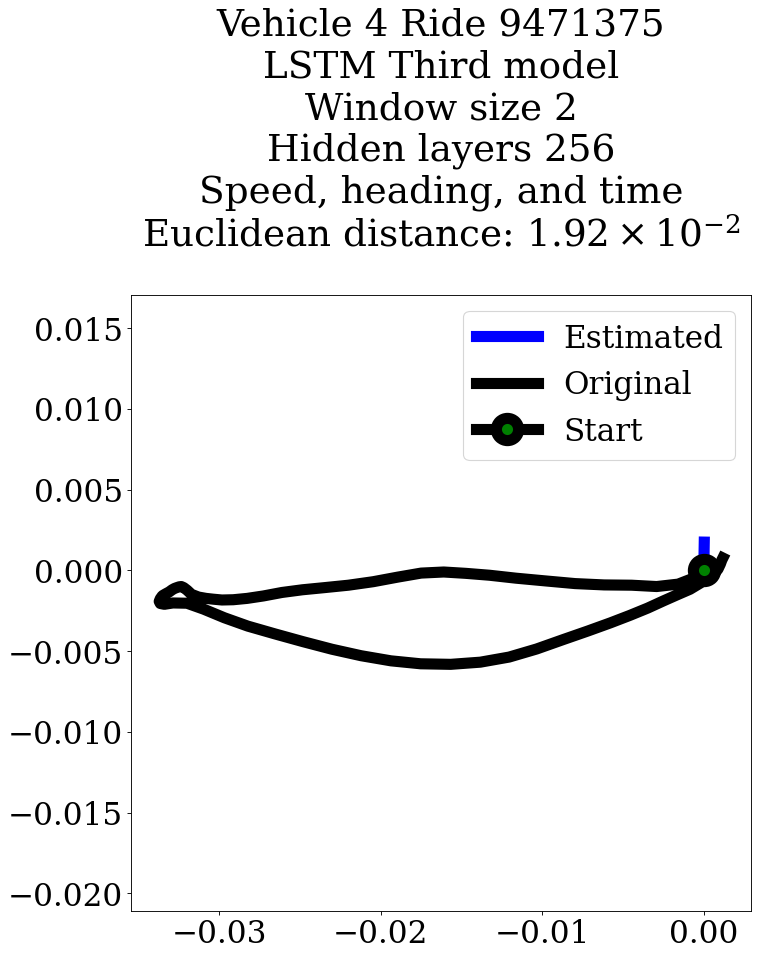 Vehicle 4 Ride 9471375
LSTM Third model
Window size 2
Hidden layers 256
Speed, heading, and time
Euclidean distance: 1.92 × 10⁻²
Estimated
Original
Start
0.015
0.010
0.005
0.000
−0.005
−0.010
−0.015
−0.020
−0.03 −0.02 −0.01 0.00